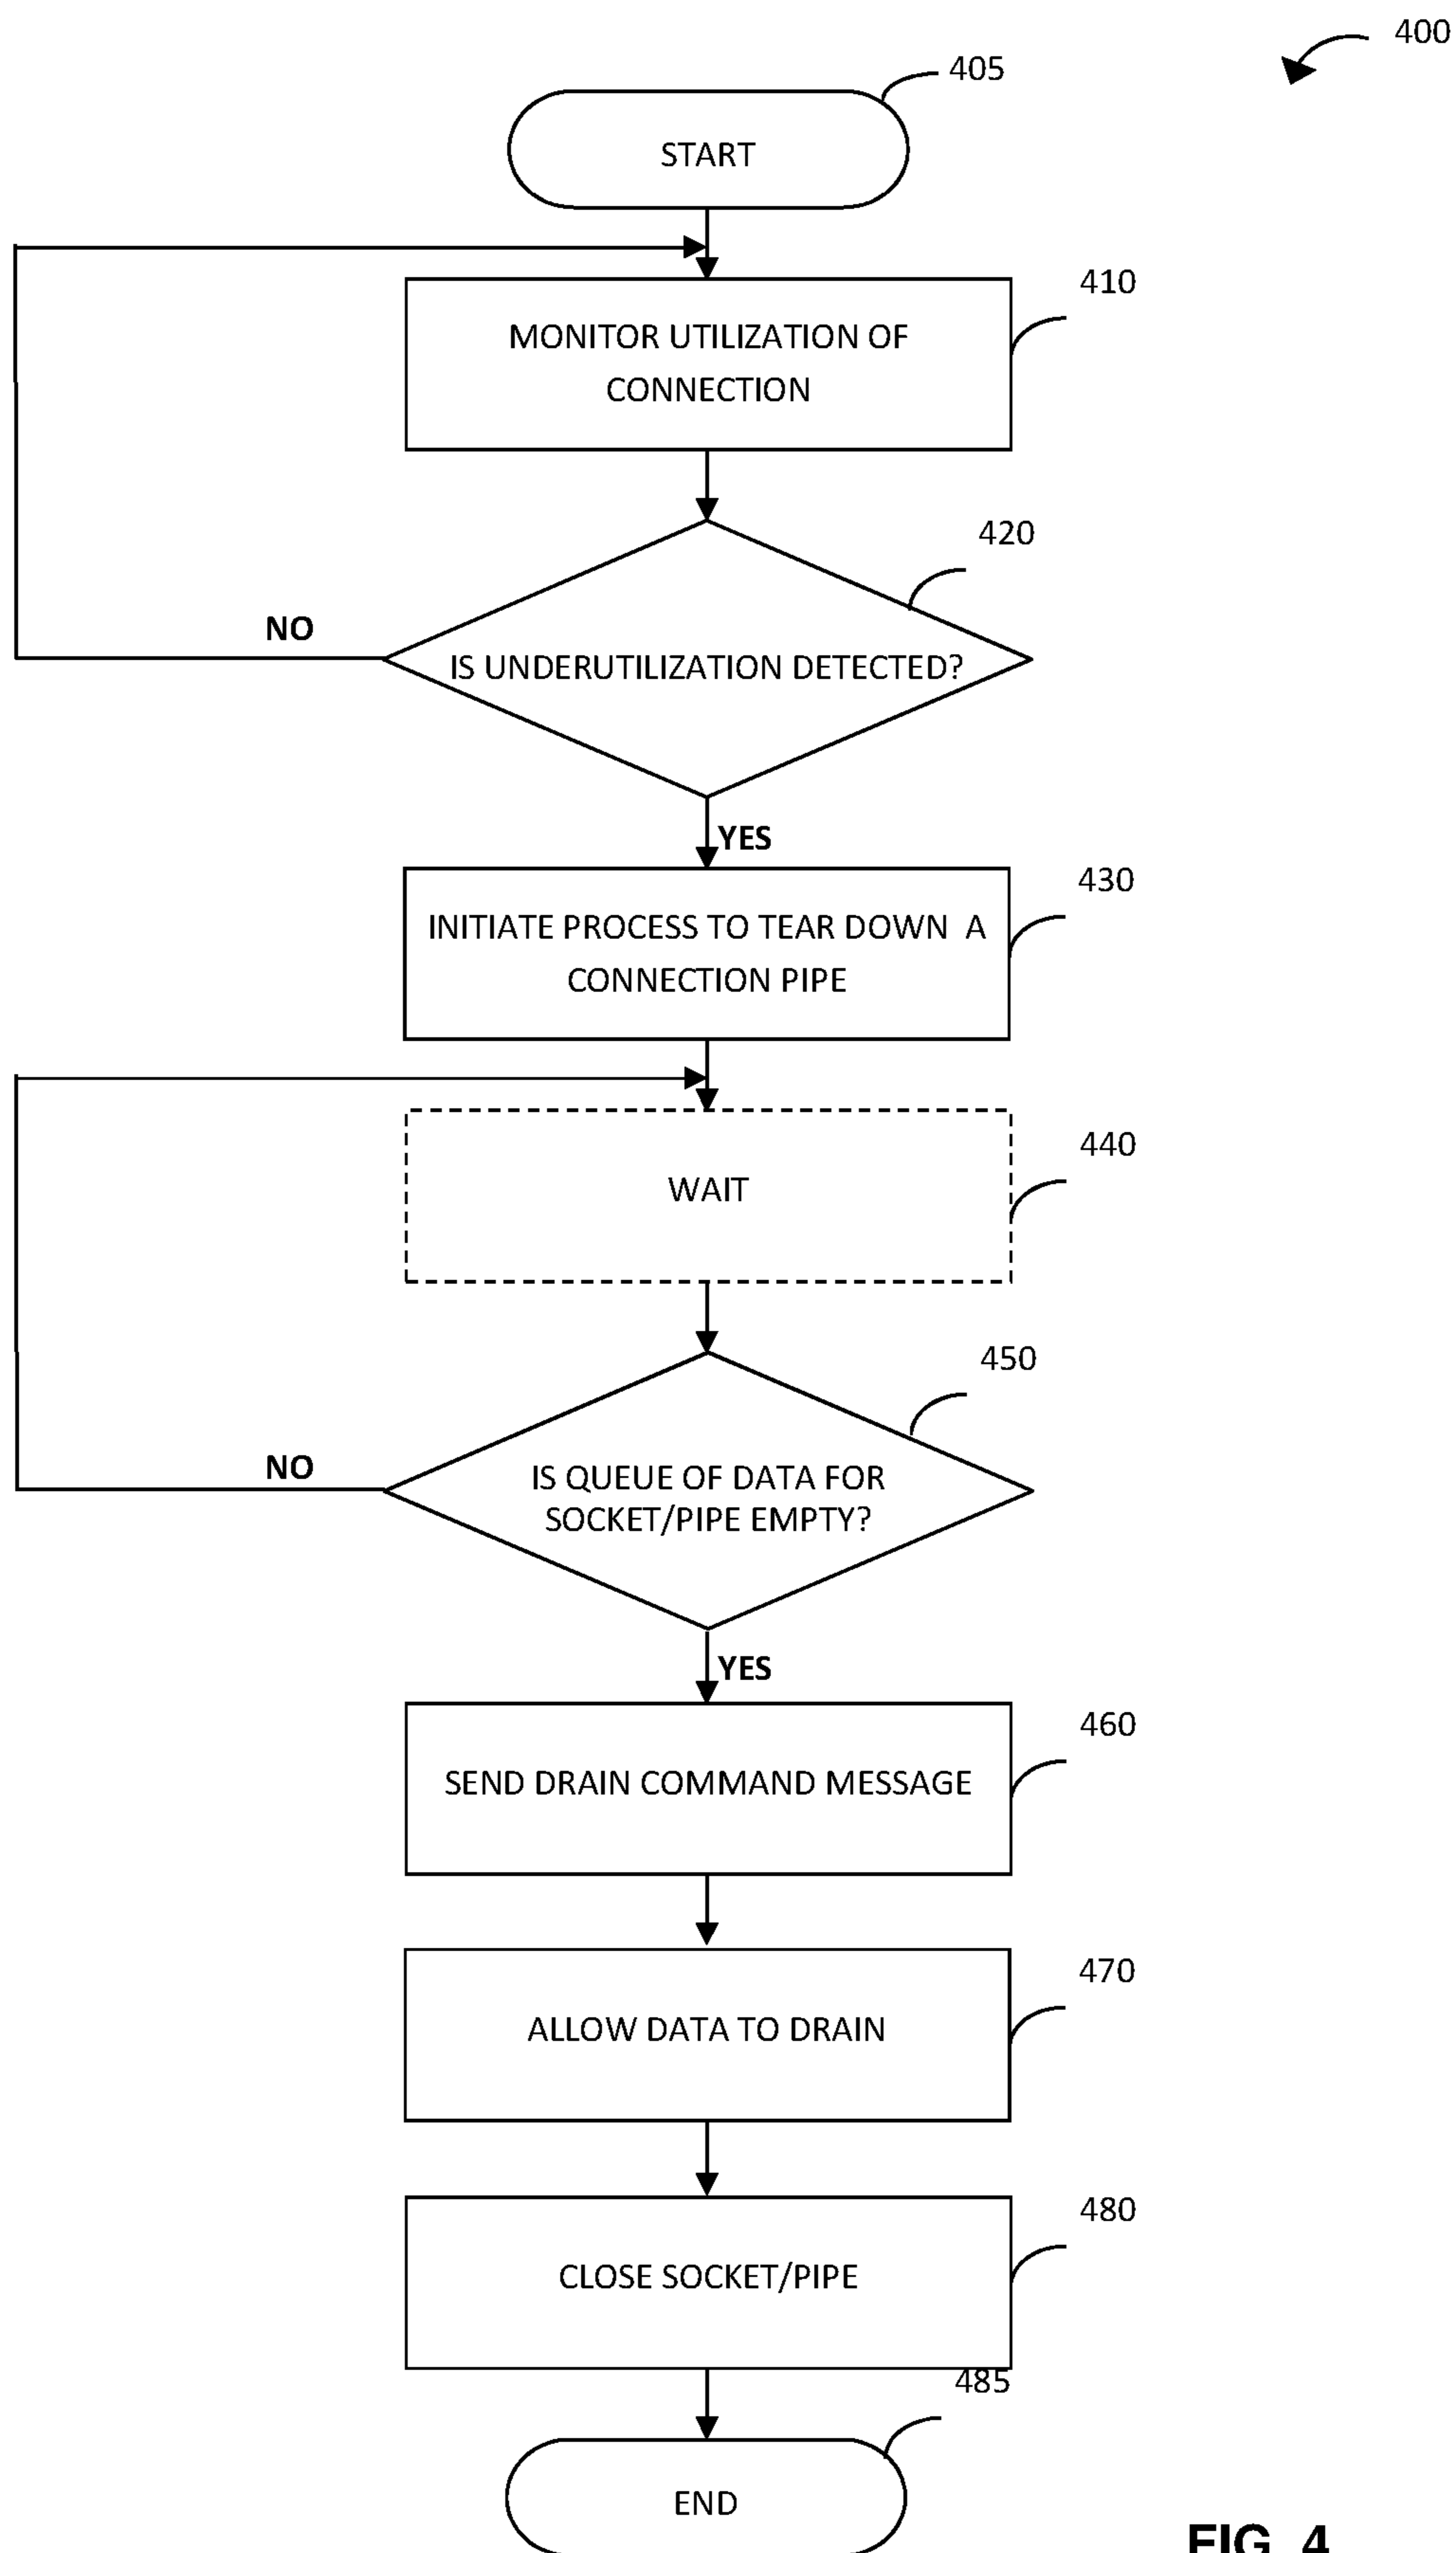 400
405
START
410
MONITOR UTILIZATION OF
CONNECTION
420
NO
IS UNDERUTILIZATION DETECTED?
YES
430
INITIATE PROCESS TO TEAR DOWN A
CONNECTION PIPE
440
WAIT
450
NO
IS QUEUE OF DATA FOR
SOCKET/PIPE EMPTY?
YES
460
SEND DRAIN COMMAND MESSAGE
470
ALLOW DATA TO DRAIN
480
CLOSE SOCKET/PIPE
485
END
FIG. 4